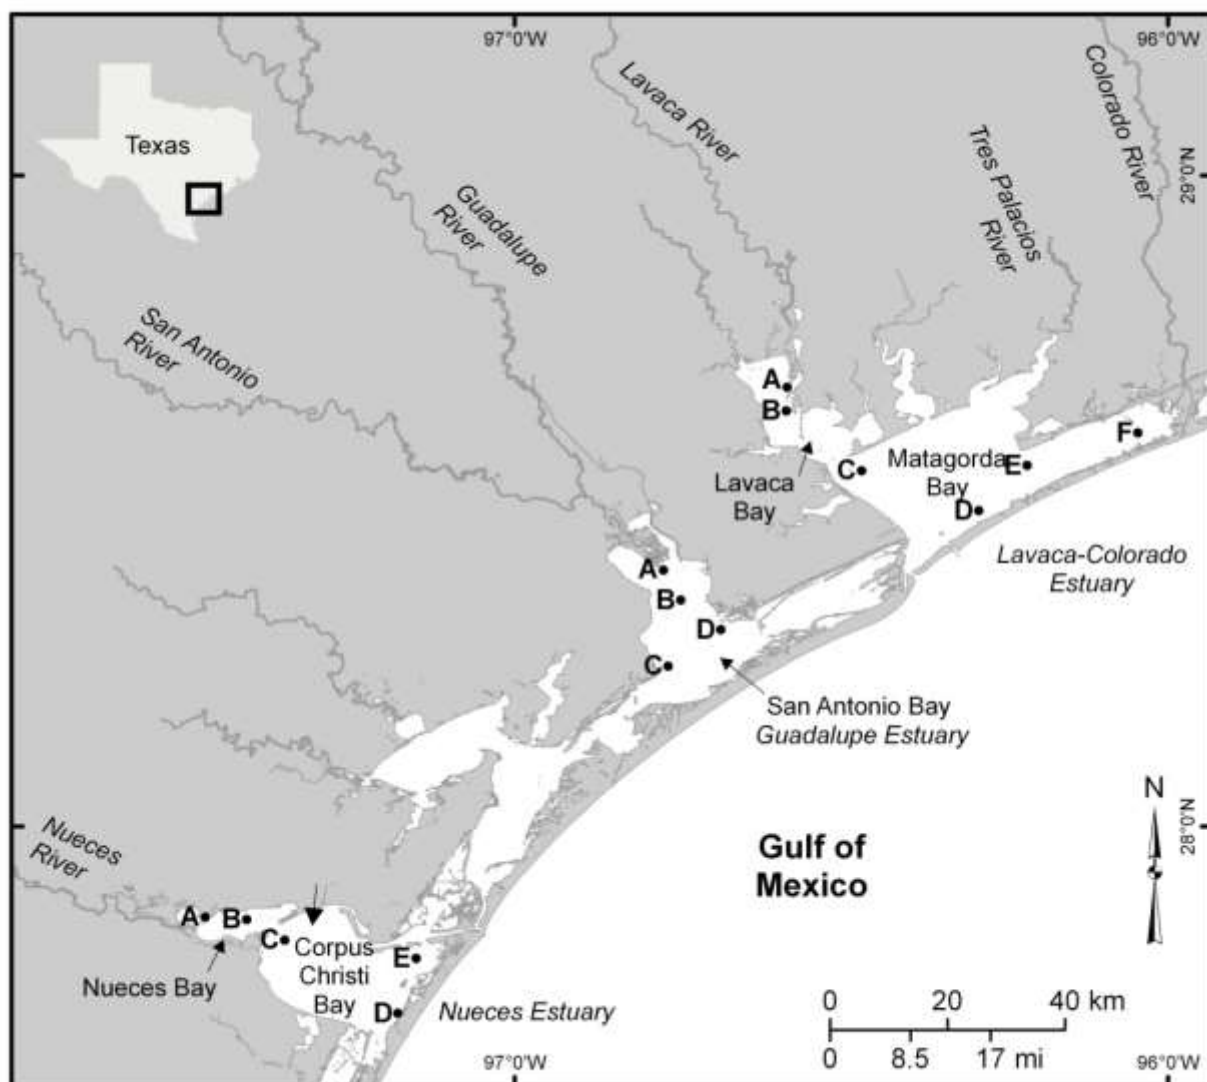 97°0'W
96°0'W
Texas
Lavaca River
Colorado River
Tres Palacios
River
29°0'N
Guadalupe
River
San Antonio
River
A
B
C
Lavaca
Bay
Matagorda
Bay
D
E
F
Lavaca-Colorado
Estuary
A
B
D
C
San Antonio Bay
Guadalupe Estuary
N
28°0'N
Gulf of
Mexico
Nueces
River
A
B
C
Corpus
Christi
Bay
E
D
Nueces Bay
Nueces Estuary
0 20 40 km
0 8.5 17 mi
97°0'W
96°0'W